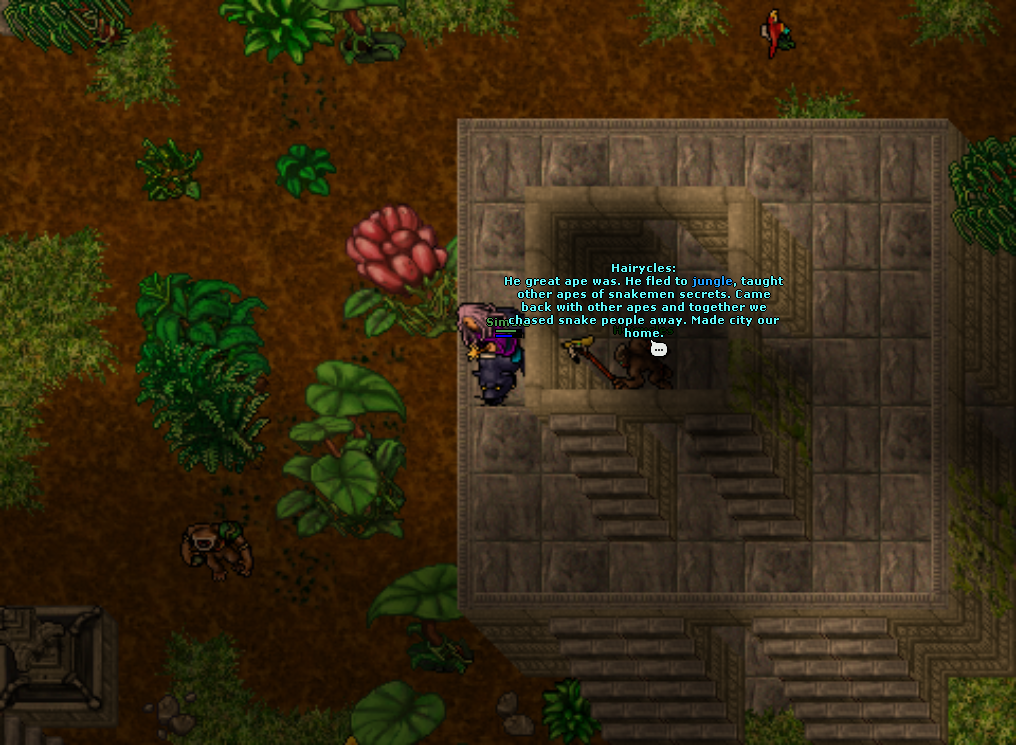 Hairycles:
He great ape was. He fled to jungle, taught
other apes of snakemen secrets. Came
back with other apes and together we
chased snake people away. Made city our
home.